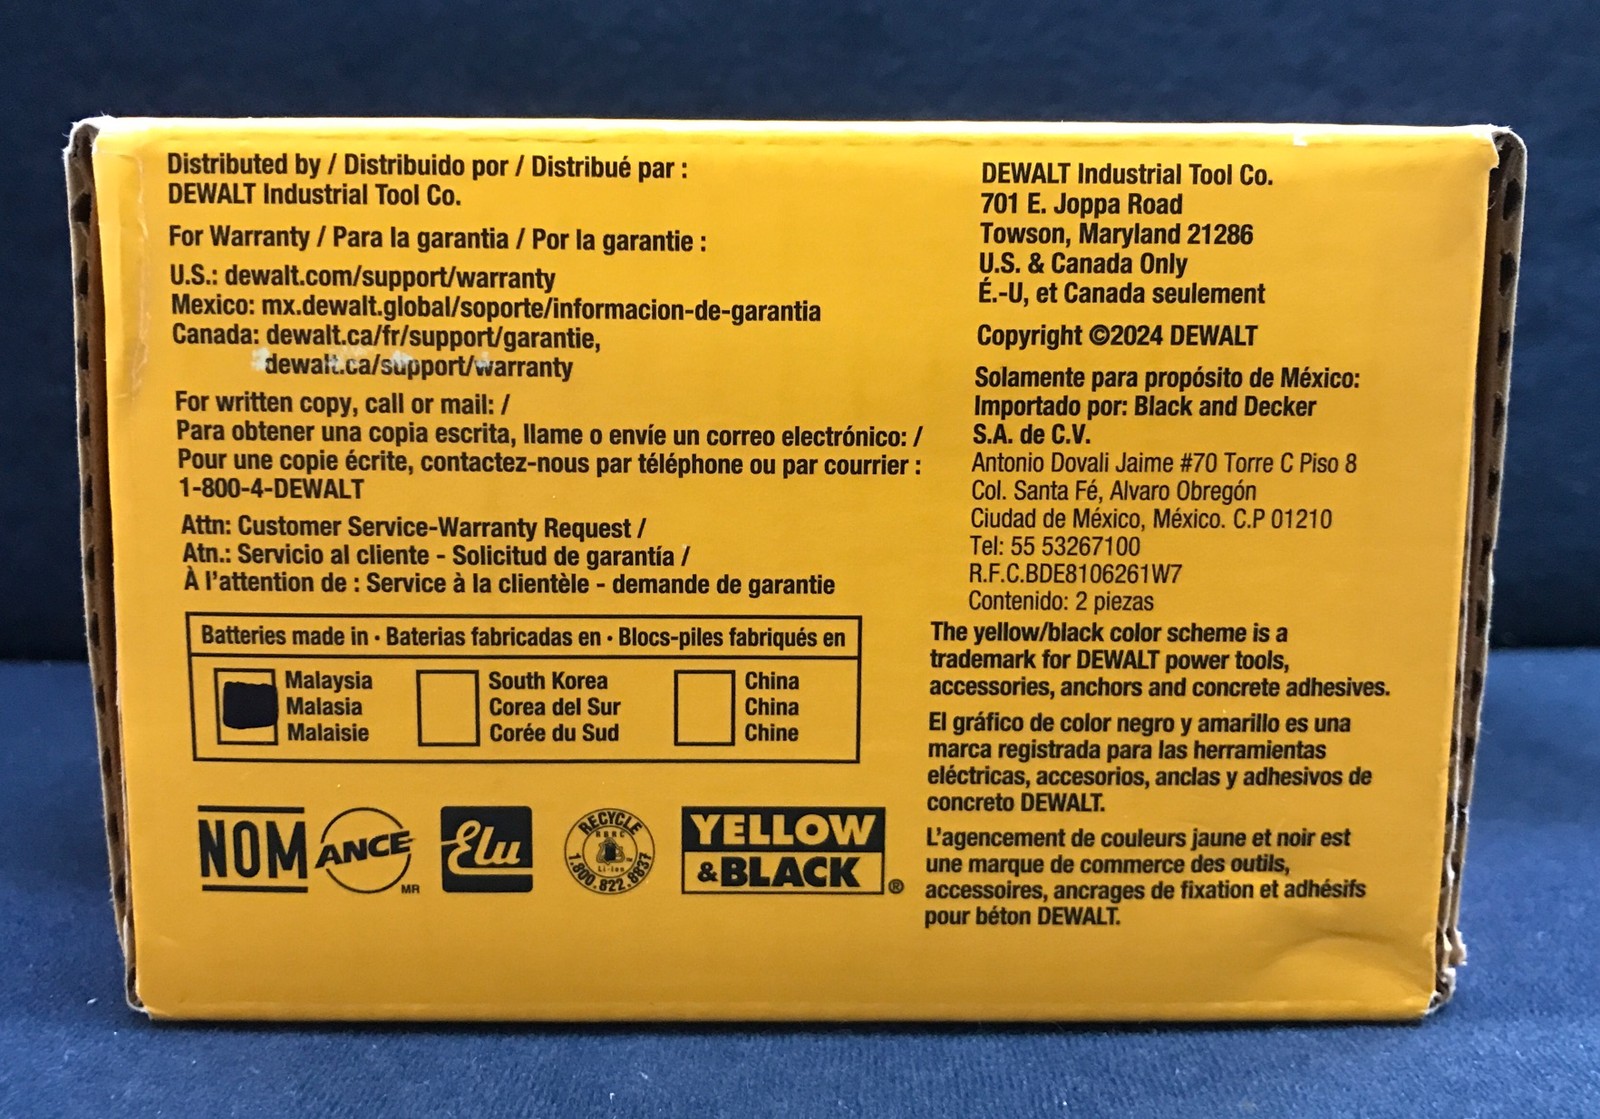 Distributed by / Distribuido por / Distribué par :
DEWALT Industrial Tool Co.
For Warranty / Para la garantia / Por la garantie :
U.S.: dewalt.com/support/warranty
Mexico: mx.dewalt.global/soporte/informacion-de-garantia
Canada: dewalt.ca/fr/support/garantie,
dewalt.ca/support/warranty
For written copy, call or mail: /
Para obtener una copia escrita, llame o envíe un correo electrónico: /
Pour une copie écrite, contactez-nous par téléphone ou par courrier :
1-800-4-DEWALT
Attn: Customer Service-Warranty Request /
Atn.: Servicio al cliente - Solicitud de garantía /
À l'attention de : Service à la clientèle - demande de garantie
Batteries made in • Baterias fabricadas en • Blocs-piles fabriqués en
Malaysia
Malasia
Malaisie
South Korea
Corea del Sur
Corée du Sud
China
China
Chine
NOM
ANCE
MR
Elu
RECYCLE
RBRC
Li-Ion
1.800.822.8837
YELLOW
&BLACK
®
DEWALT Industrial Tool Co.
701 E. Joppa Road
Towson, Maryland 21286
U.S. & Canada Only
É.-U, et Canada seulement
Copyright ©2024 DEWALT
Solamente para propósito de México:
Importado por: Black and Decker
S.A. de C.V.
Antonio Dovali Jaime #70 Torre C Piso 8
Col. Santa Fé, Alvaro Obregón
Ciudad de México, México. C.P 01210
Tel: 55 53267100
R.F.C.BDE8106261W7
Contenido: 2 piezas
The yellow/black color scheme is a
trademark for DEWALT power tools,
accessories, anchors and concrete adhesives.
El gráfico de color negro y amarillo es una
marca registrada para las herramientas
eléctricas, accesorios, anclas y adhesivos de
concreto DEWALT.
L'agencement de couleurs jaune et noir est
une marque de commerce des outils,
accessoires, ancrages de fixation et adhésifs
pour béton DEWALT.